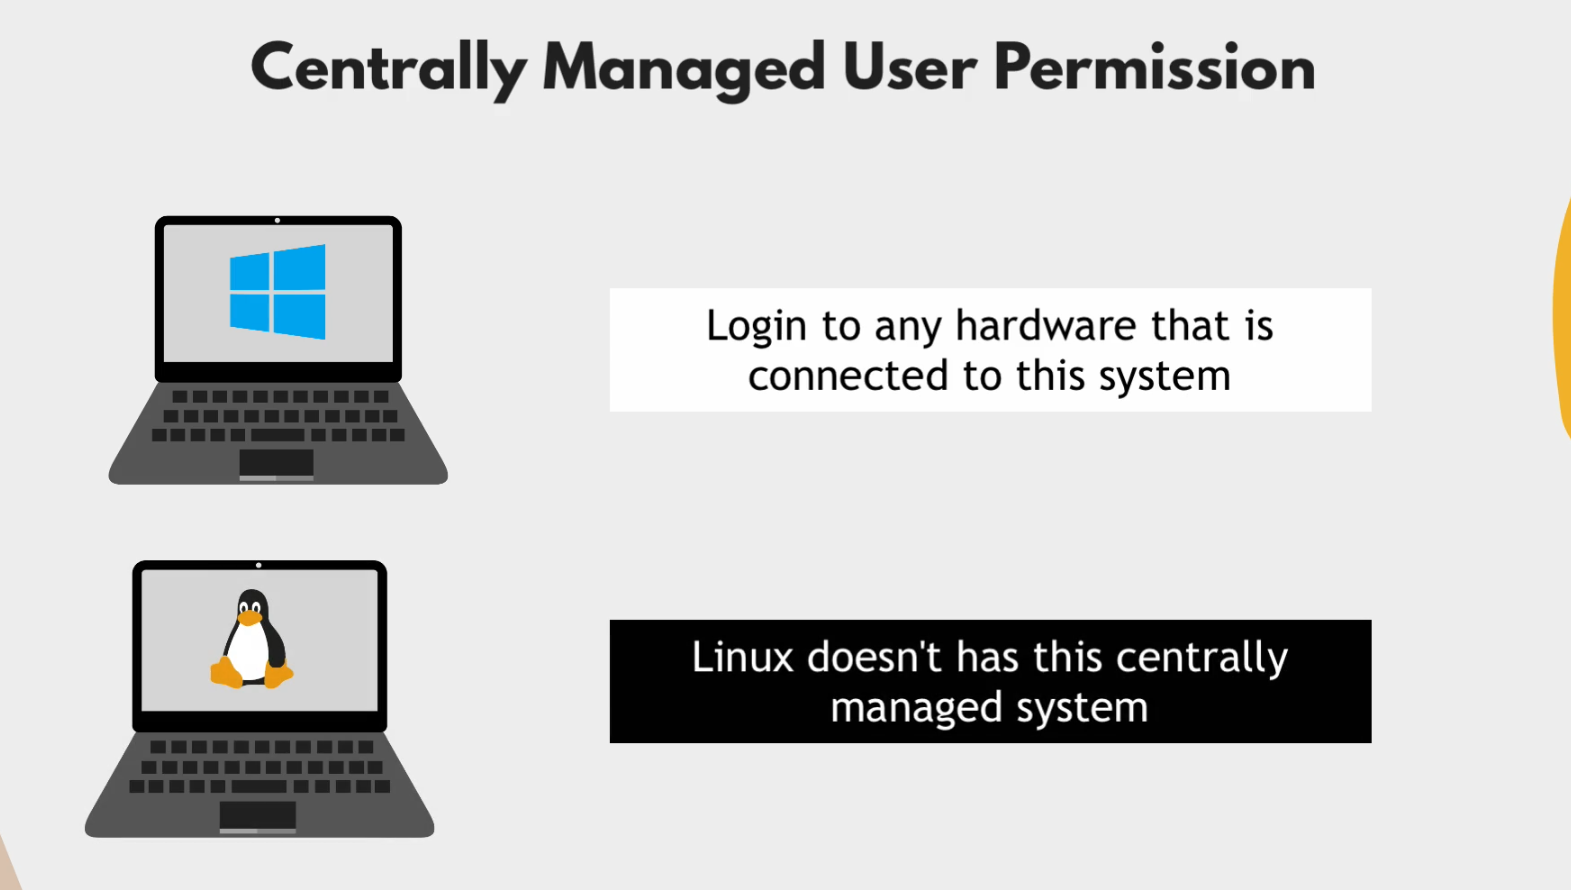 Centrally Managed User Permission
Login to any hardware that is
connected to this system
Linux doesn't has this centrally
managed system